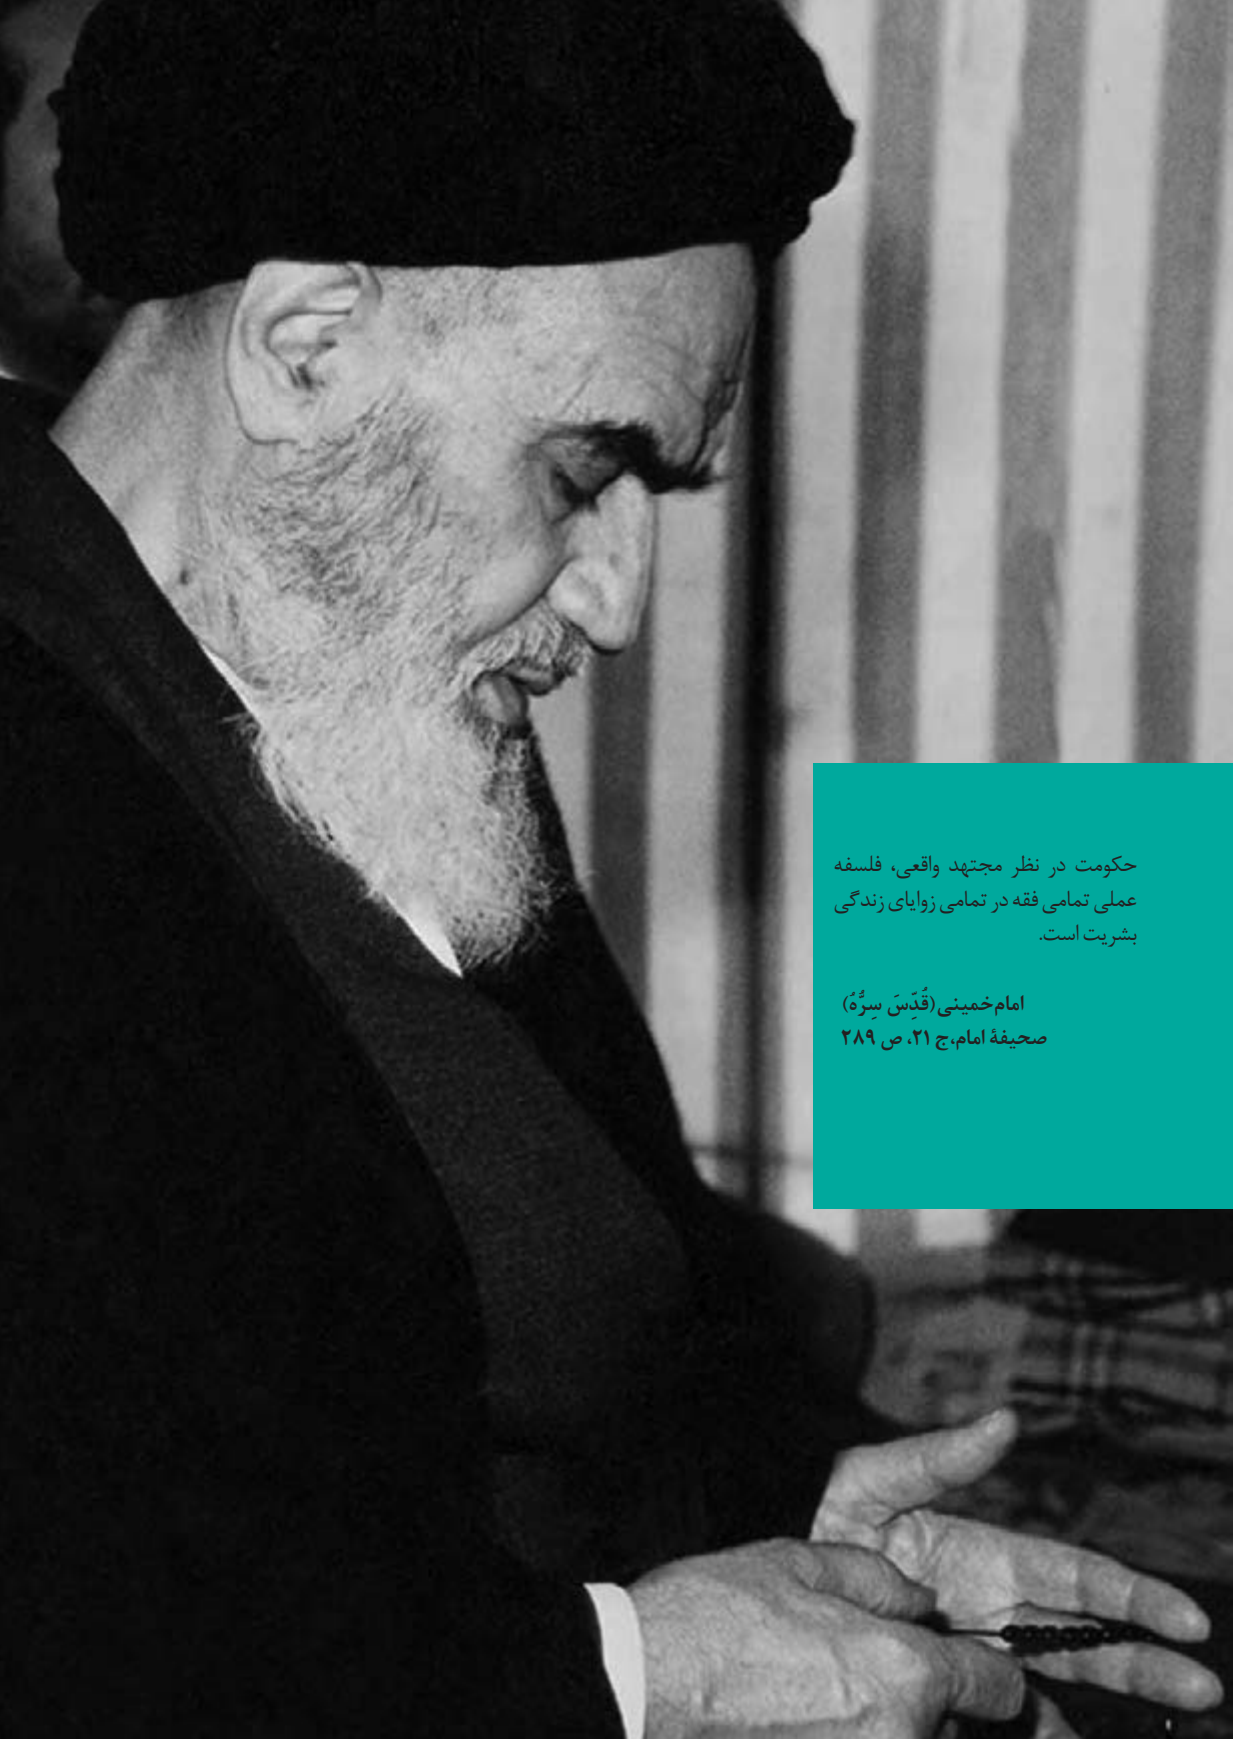 حکومت در نظر مجتهد واقعی، فلسفه
عملی تمامی فقه در تمامی زوایای زندگی
بشریت است.
امام‌خمینی(قُدِّسَ سِرُّهُ)
صحیفهٔ امام،ج ۲۱، ص ۲۸۹